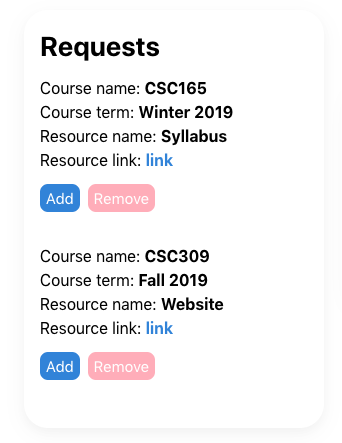 Requests
Course name: CSC165
Course term: Winter 2019
Resource name: Syllabus
Resource link: link
Add Remove
Course name: CSC309
Course term: Fall 2019
Resource name: Website
Resource link: link
Add Remove